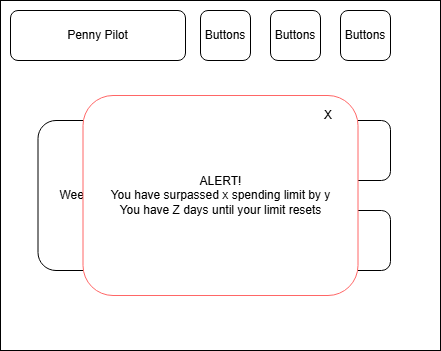 Penny Pilot
Buttons
Buttons
Buttons
X
ALERT!
Wee
You have surpassed x spending limit by y
You have Z days until your limit resets